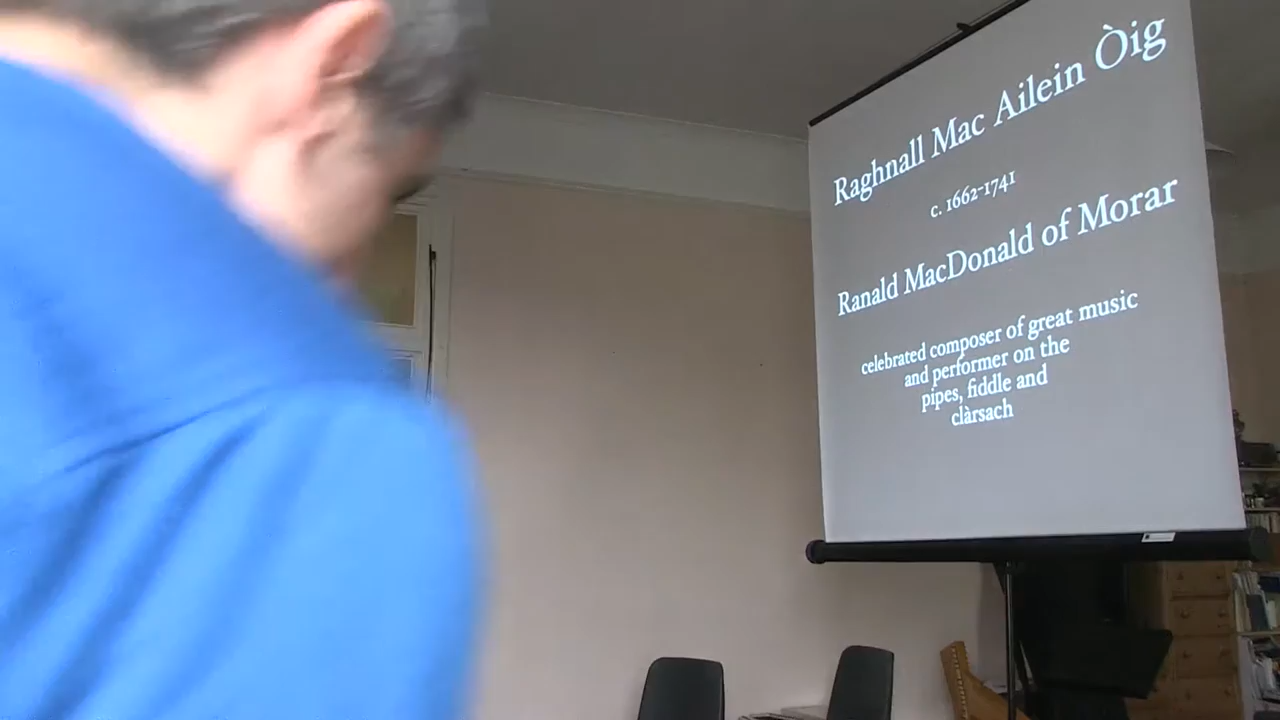 Raghnall Mac Ailein Òig
c. 1662-1741
Ranald MacDonald of Morar
celebrated composer of great music
and performer on the
pipes, fiddle and
clàrsach